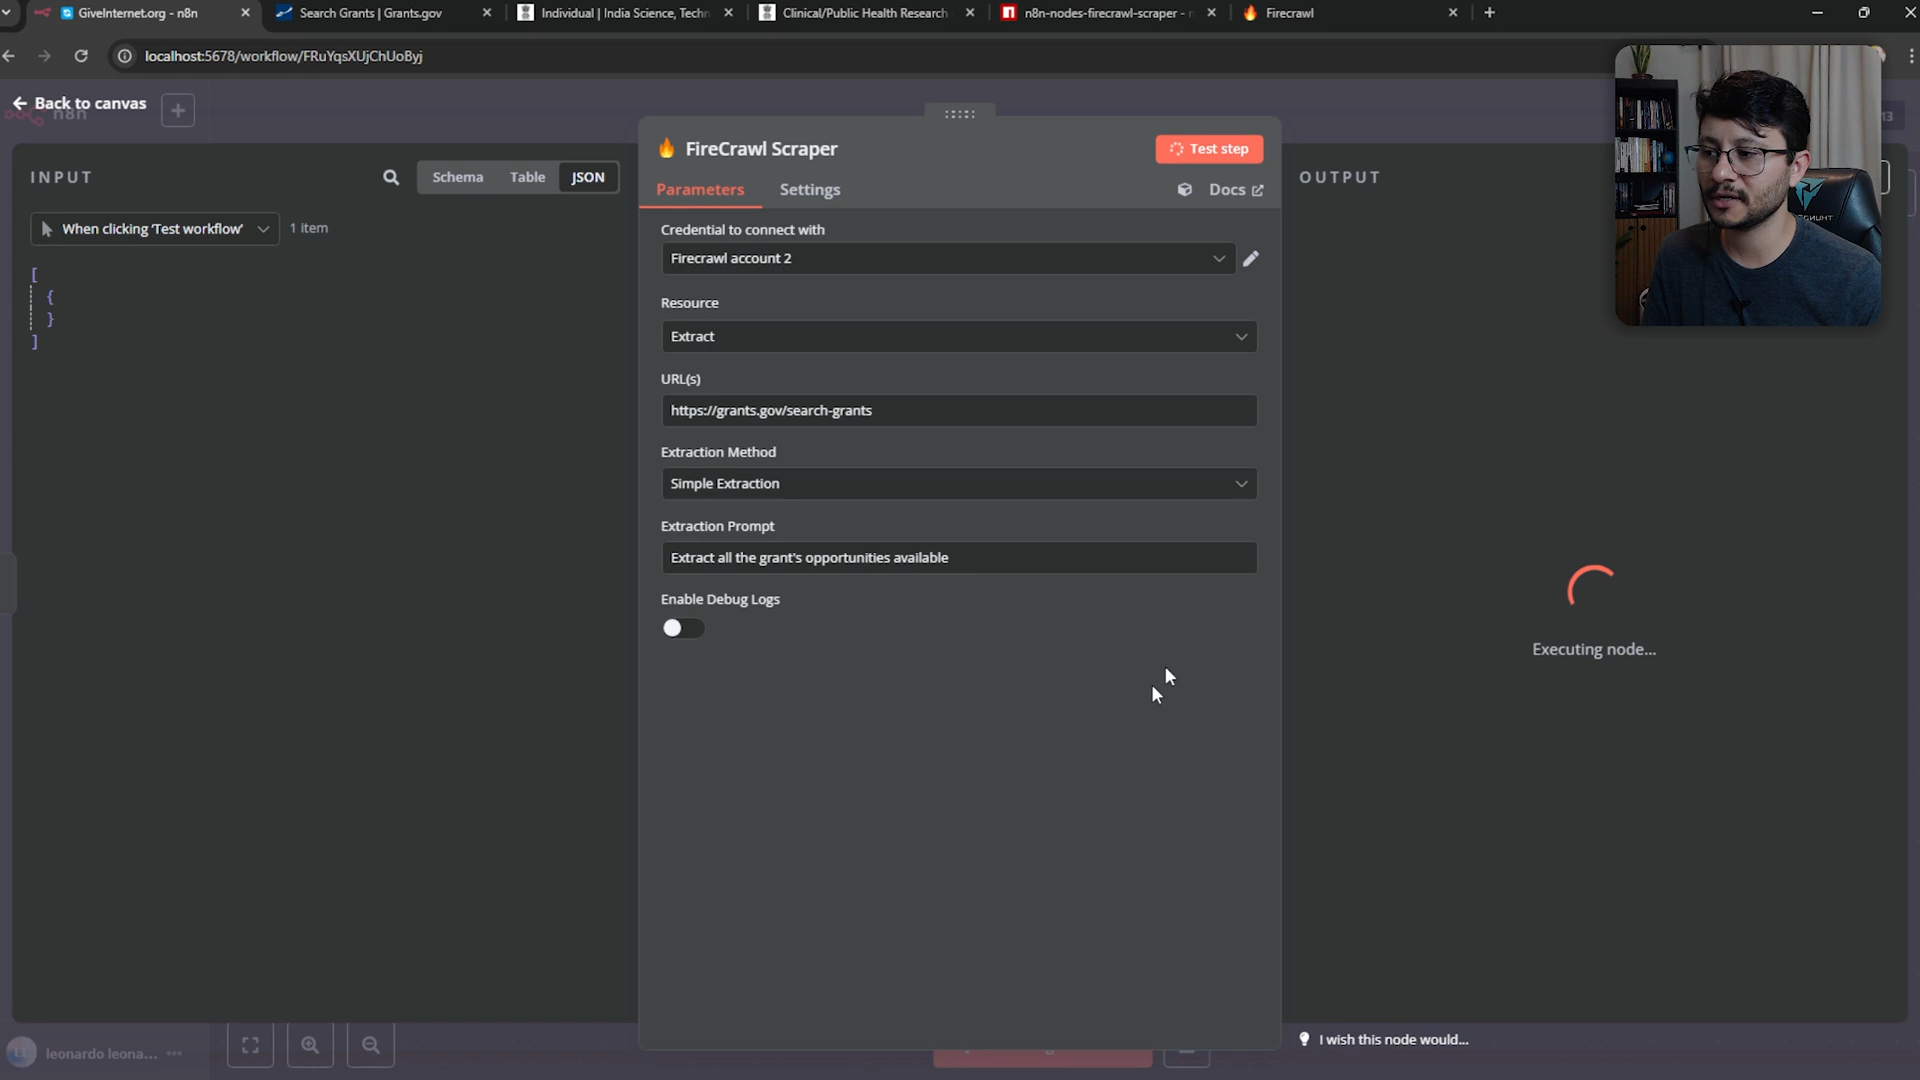 GiveInternet.org - n8n
Search Grants | Grants.gov
Individual | India Science, Techn
Clinical/Public Health Research
n8n-nodes-firecrawl-scraper -
Firecrawl
localhost:5678/workflow/FRuYqsXUjChUoByj
Back to canvas
n8n
13
INPUT
Schema
Table
JSON
When clicking 'Test workflow'
1 item
[
{
}
]
FireCrawl Scraper
Test step
Parameters
Settings
Docs
Credential to connect with
Firecrawl account 2
Resource
Extract
URL(s)
https://grants.gov/search-grants
Extraction Method
Simple Extraction
Extraction Prompt
Extract all the grant's opportunities available
Enable Debug Logs
OUTPUT
Executing node...
I wish this node would...
leonardo leona...